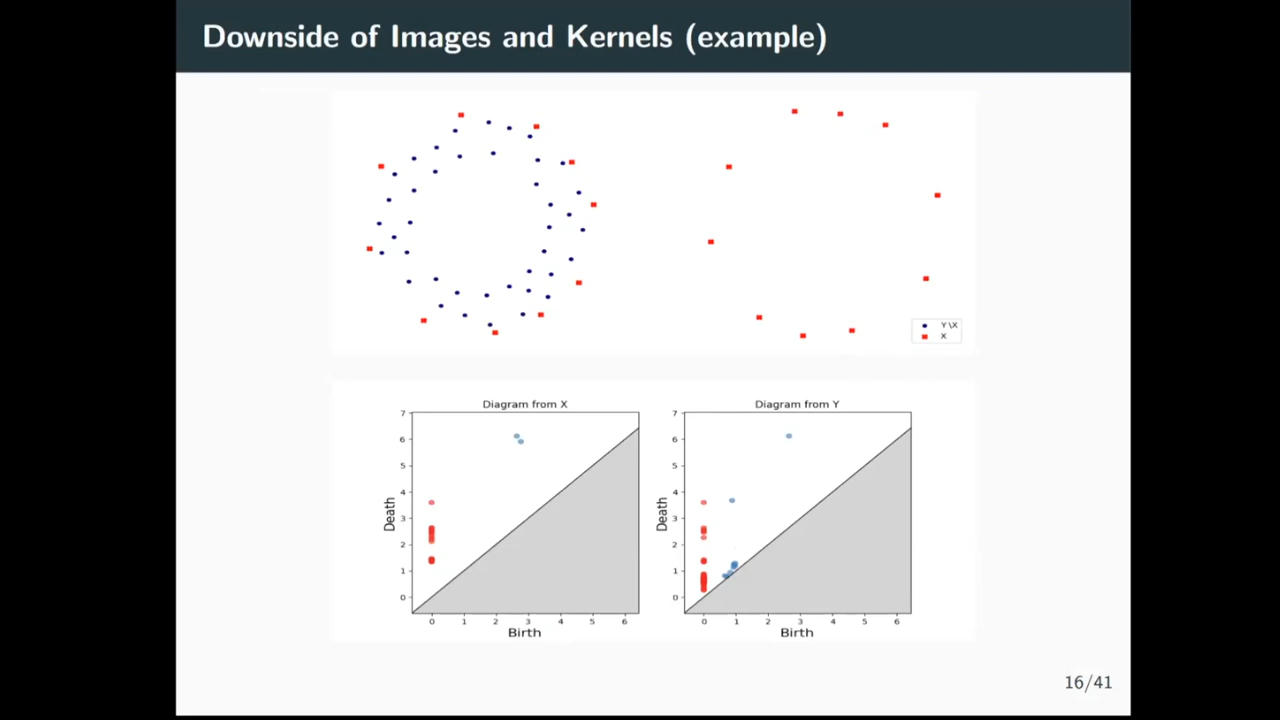 Downside of Images and Kernels (example)
Y \X
X
Diagram from X
7
6
5
4
3
2
1
0
Death
0 1 2 3 4 5 6
Birth
Diagram from Y
7
6
5
4
3
2
1
0
Death
0 1 2 3 4 5 6
Birth
16/41